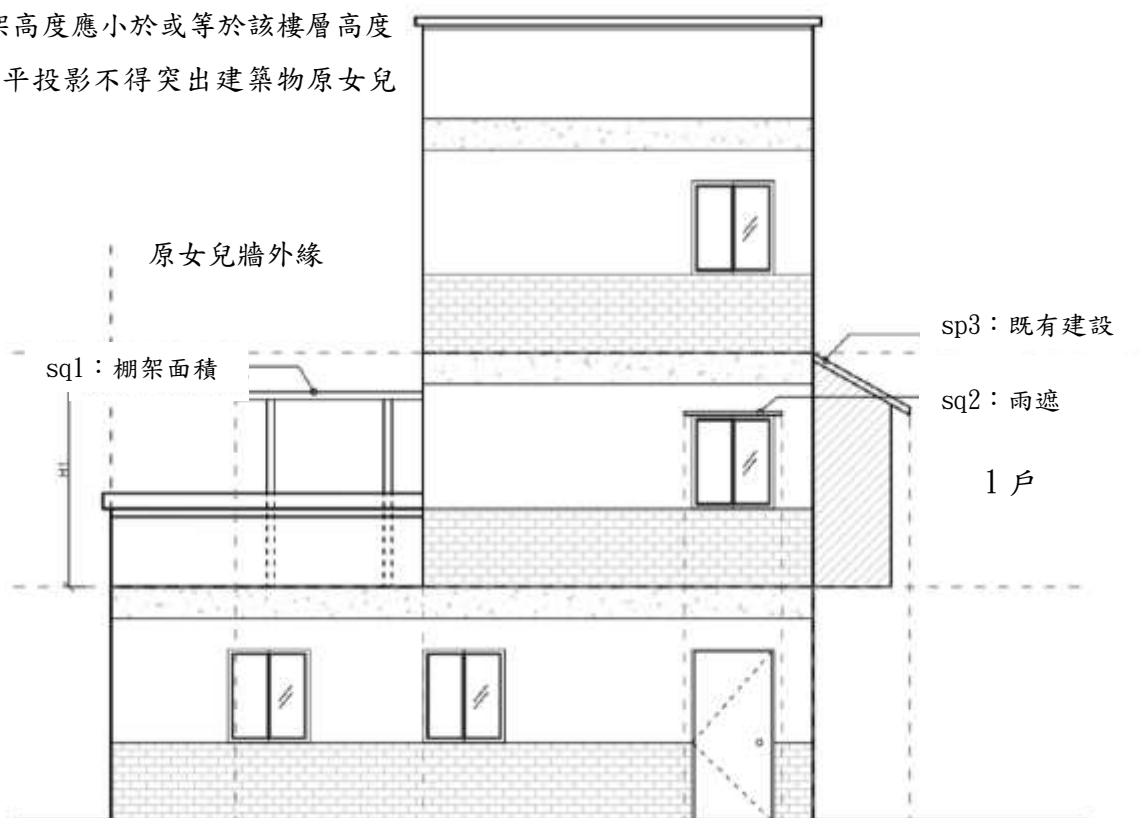 架高度應小於或等於該樓層高度
平投影不得突出建築物原女兒
原女兒牆外緣
sp3：既有建設
sq1：棚架面積
sq2：雨遮
H1
1戶